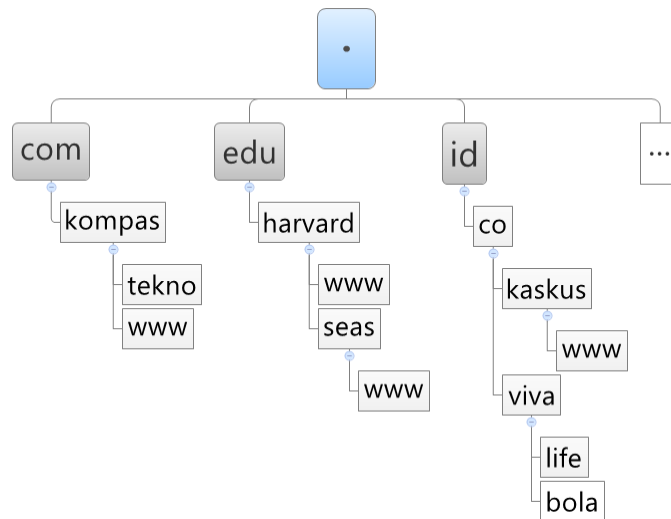 .
com
edu
id
...
kompas
tekno
www
harvard
www
seas
www
co
kaskus
www
viva
life
bola